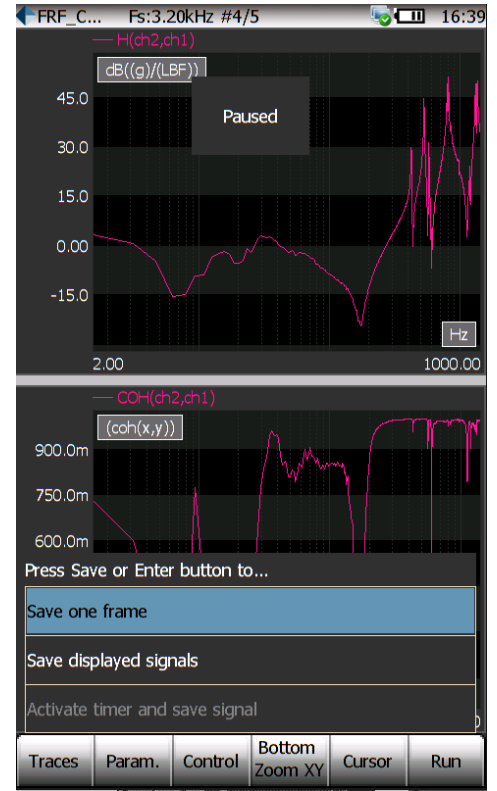 FRF_C... Fs:3.20kHz #4/5 16:39
H(ch2,ch1)
dB((g)/(LBF))
Paused
45.0
30.0
15.0
0.00
-15.0
Hz
2.00 1000.00
COH(ch2,ch1)
(coh(x,y))
900.0m
750.0m
600.0m
Press Save or Enter button to...
Save one frame
Save displayed signals
Activate timer and save signal
Traces Param. Control Bottom Zoom XY Cursor Run